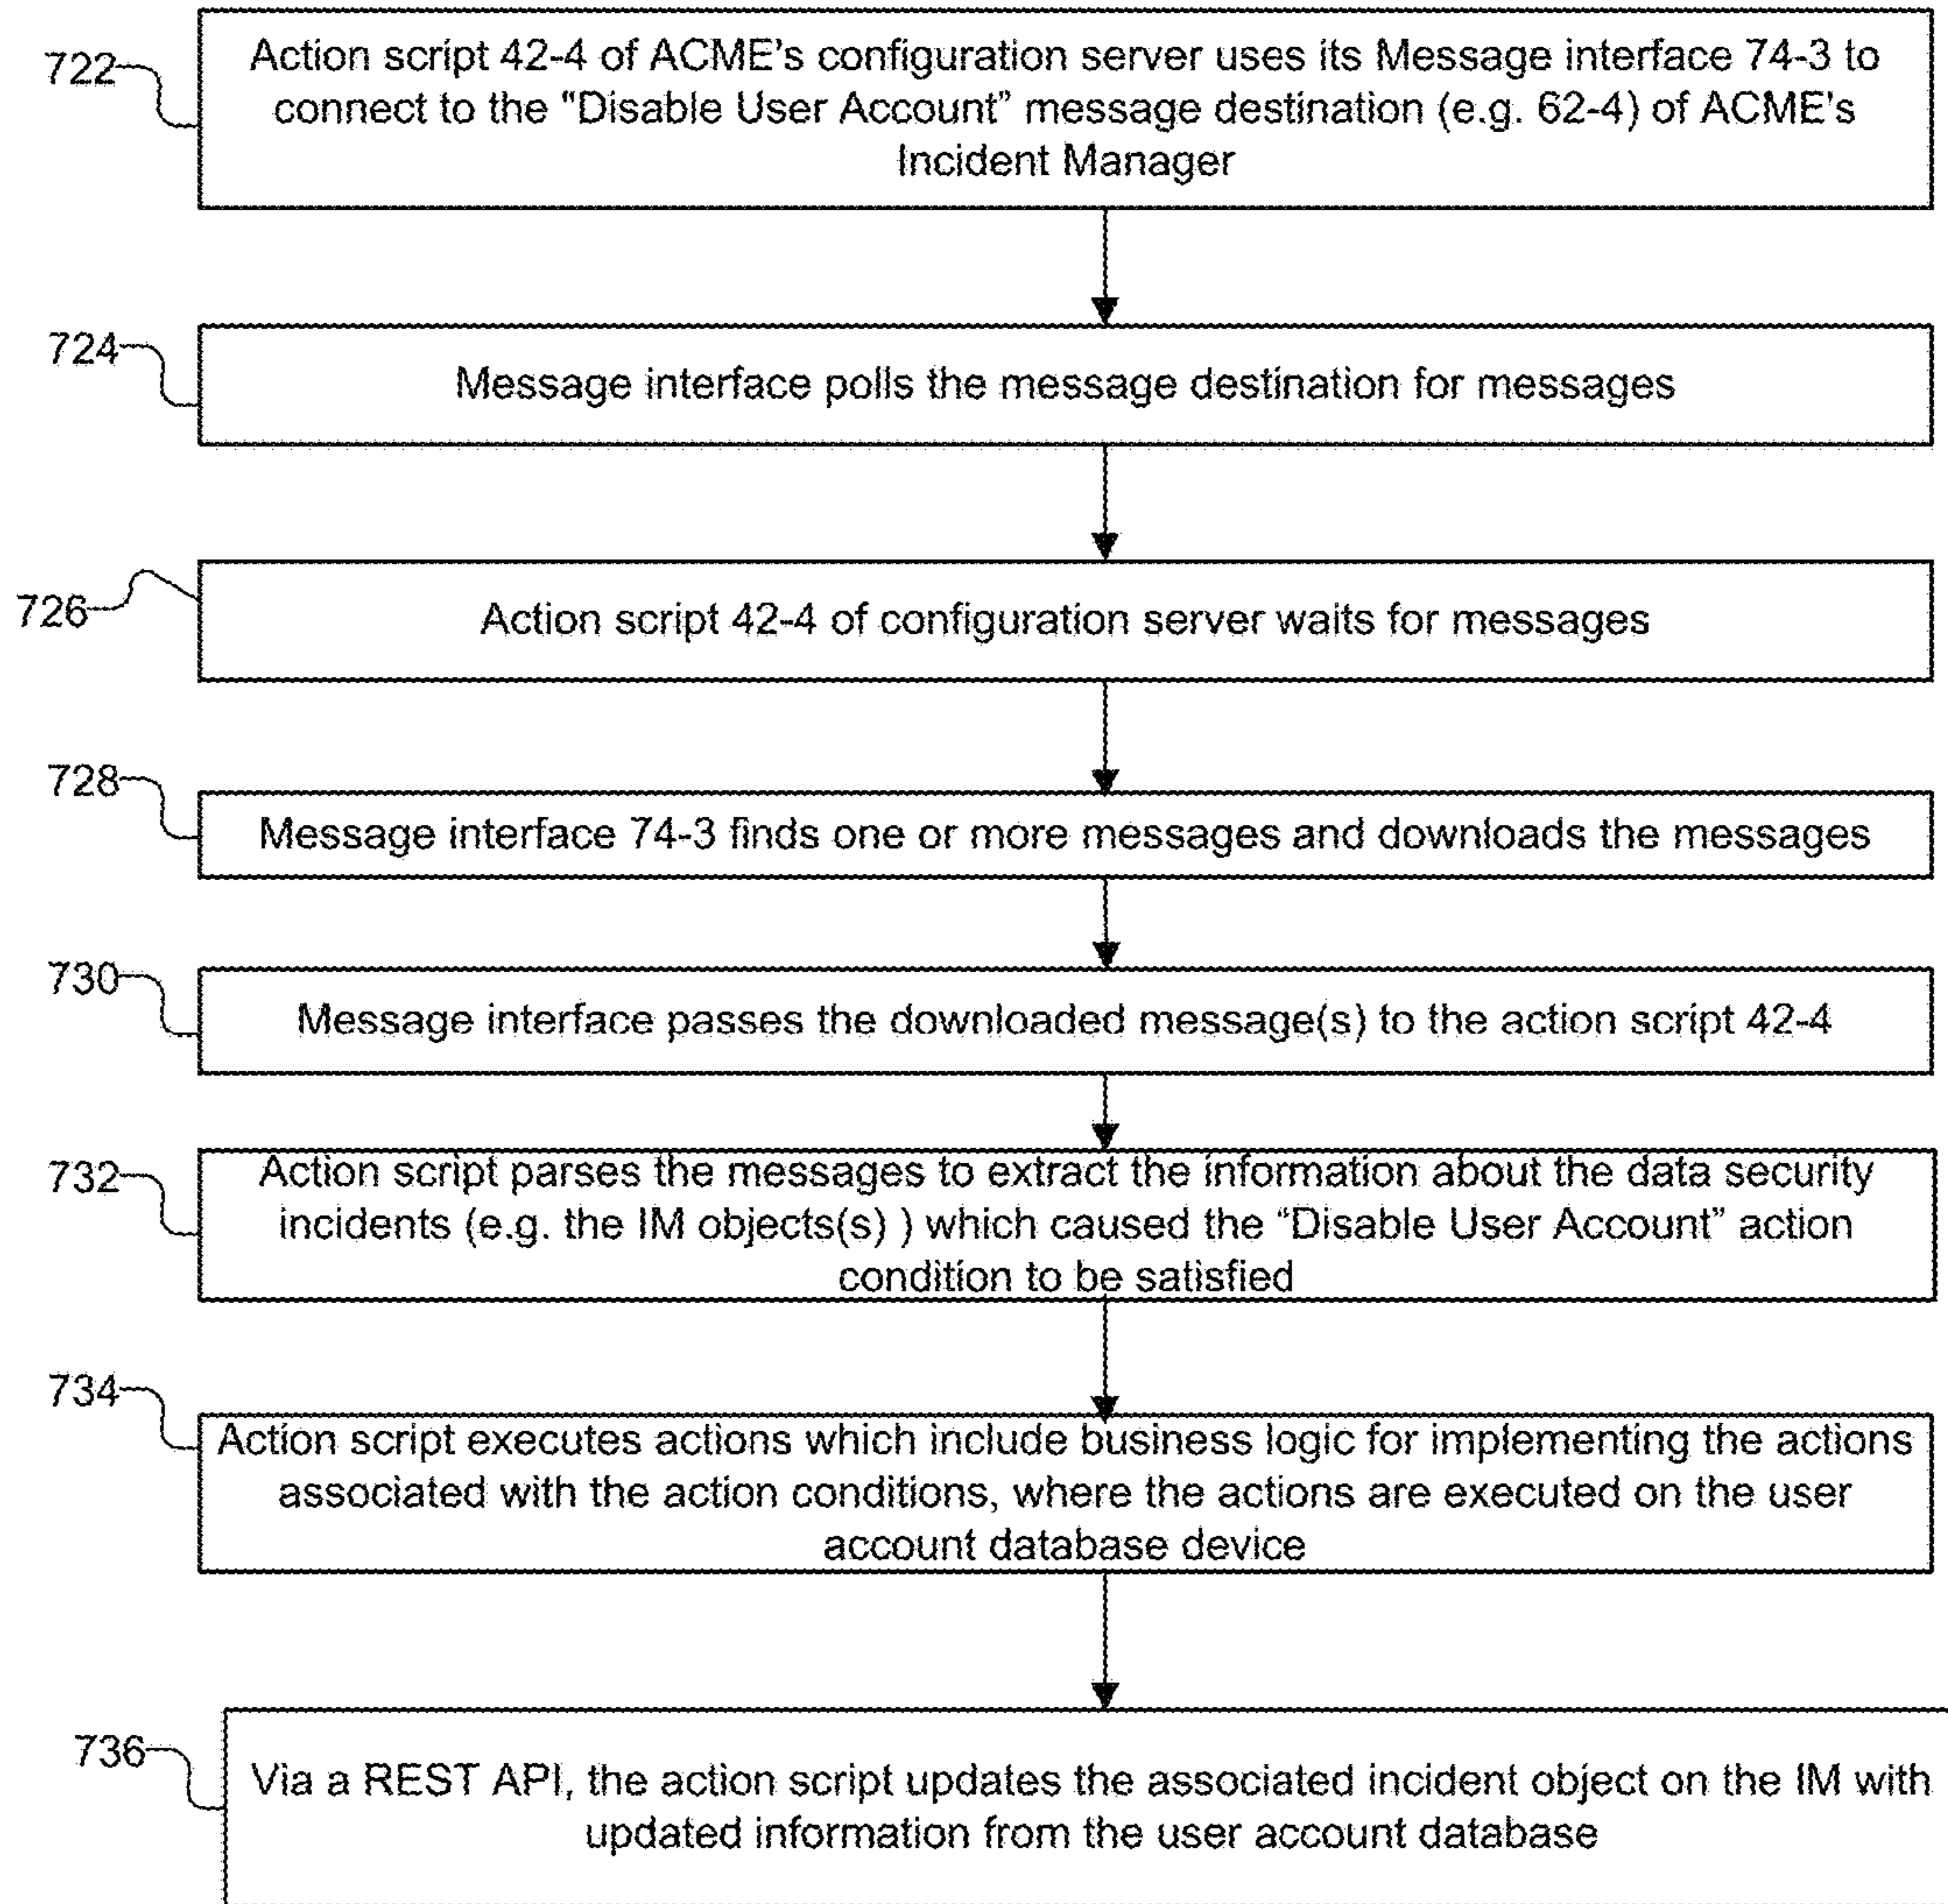 722
Action script 42-4 of ACME's configuration server uses its Message interface 74-3 to
connect to the "Disable User Account" message destination (e.g. 62-4) of ACME's
Incident Manager
724
Message interface polls the message destination for messages
726
Action script 42-4 of configuration server waits for messages
728
Message interface 74-3 finds one or more messages and downloads the messages
730
Message interface passes the downloaded message(s) to the action script 42-4
732
Action script parses the messages to extract the information about the data security
incidents (e.g. the IM objects(s) ) which caused the "Disable User Account" action
condition to be satisfied
734
Action script executes actions which include business logic for implementing the actions
associated with the action conditions, where the actions are executed on the user
account database device
736
Via a REST API, the action script updates the associated incident object on the IM with
updated information from the user account database